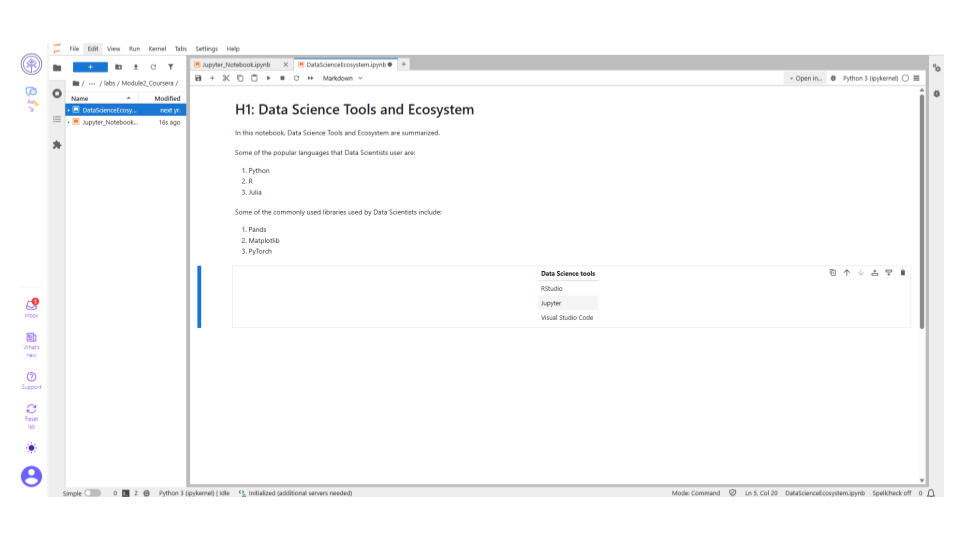 File Edit View Run Kernel Tabs Settings Help
Jupyter_Notebook.ipynb
DataScienceEcosystem.ipynb
Markdown
Open in...
Python 3 (ipykernel)
/ ... / labs / Module2_Coursera /
Name Modified
DataScienceEcosy... next yr.
Jupyter_Notebook... 16s ago
H1: Data Science Tools and Ecosystem
In this notebook, Data Science Tools and Ecosystem are summarized.
Some of the popular languages that Data Scientists user are:
1. Python
2. R
3. Julia
Some of the commonly used libraries used by Data Scientists include:
1. Pands
2. Matplotlib
3. PyTorch
Data Science tools
RStudio
Jupyter
Visual Studio Code
1
Inbox
What's
new
Support
Reset
lab
Simple 0 2 Python 3 (ipykernel) | Idle Initialized (additional servers needed) Mode: Command Ln 5, Col 20 DataScienceEcosystem.ipynb Spellcheck off 0